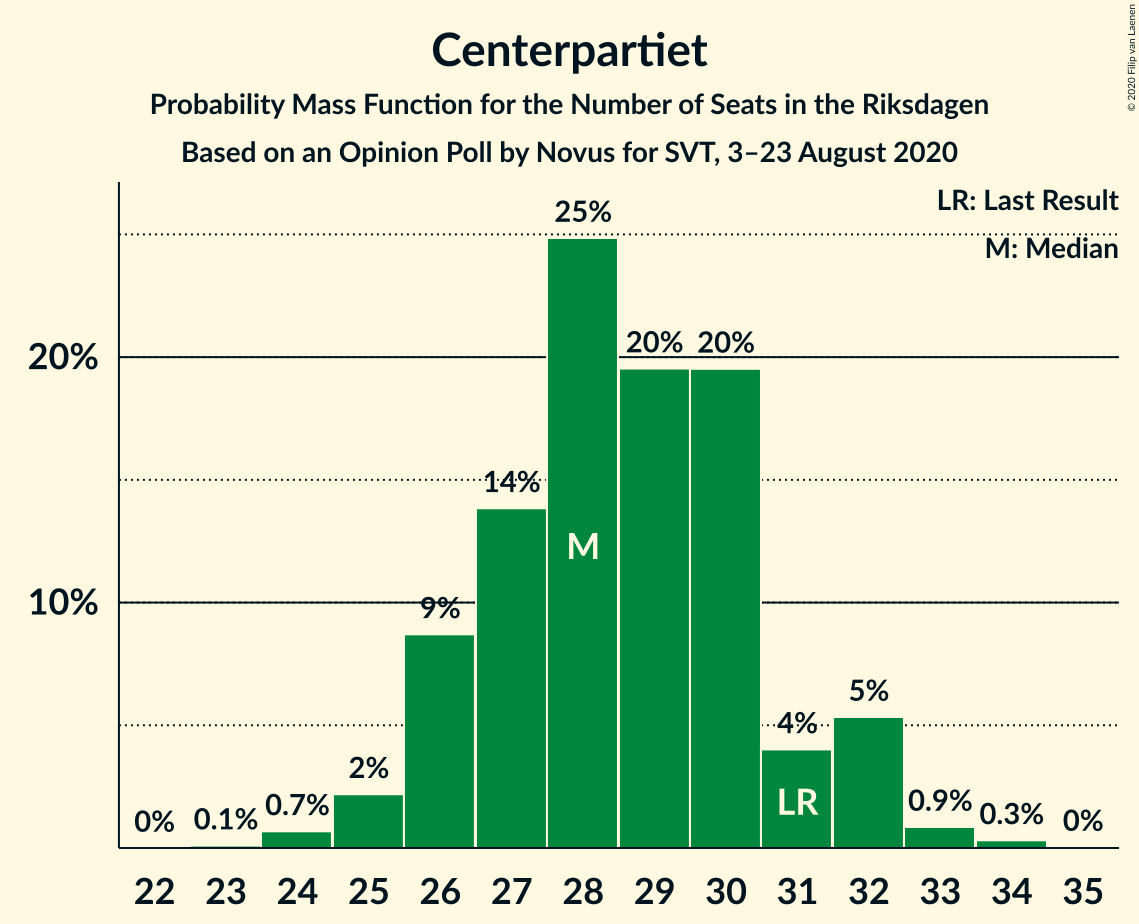 Centerpartiet
Probability Mass Function for the Number of Seats in the Riksdagen
Based on an Opinion Poll by Novus for SVT, 3–23 August 2020
© 2020 Filip van Laenen
LR: Last Result
M: Median
20%
10%
0%
0.1%
0.7%
2%
9%
14%
25%
20%
20%
4%
5%
0.9%
0.3%
0%
M
LR
22 23 24 25 26 27 28 29 30 31 32 33 34 35